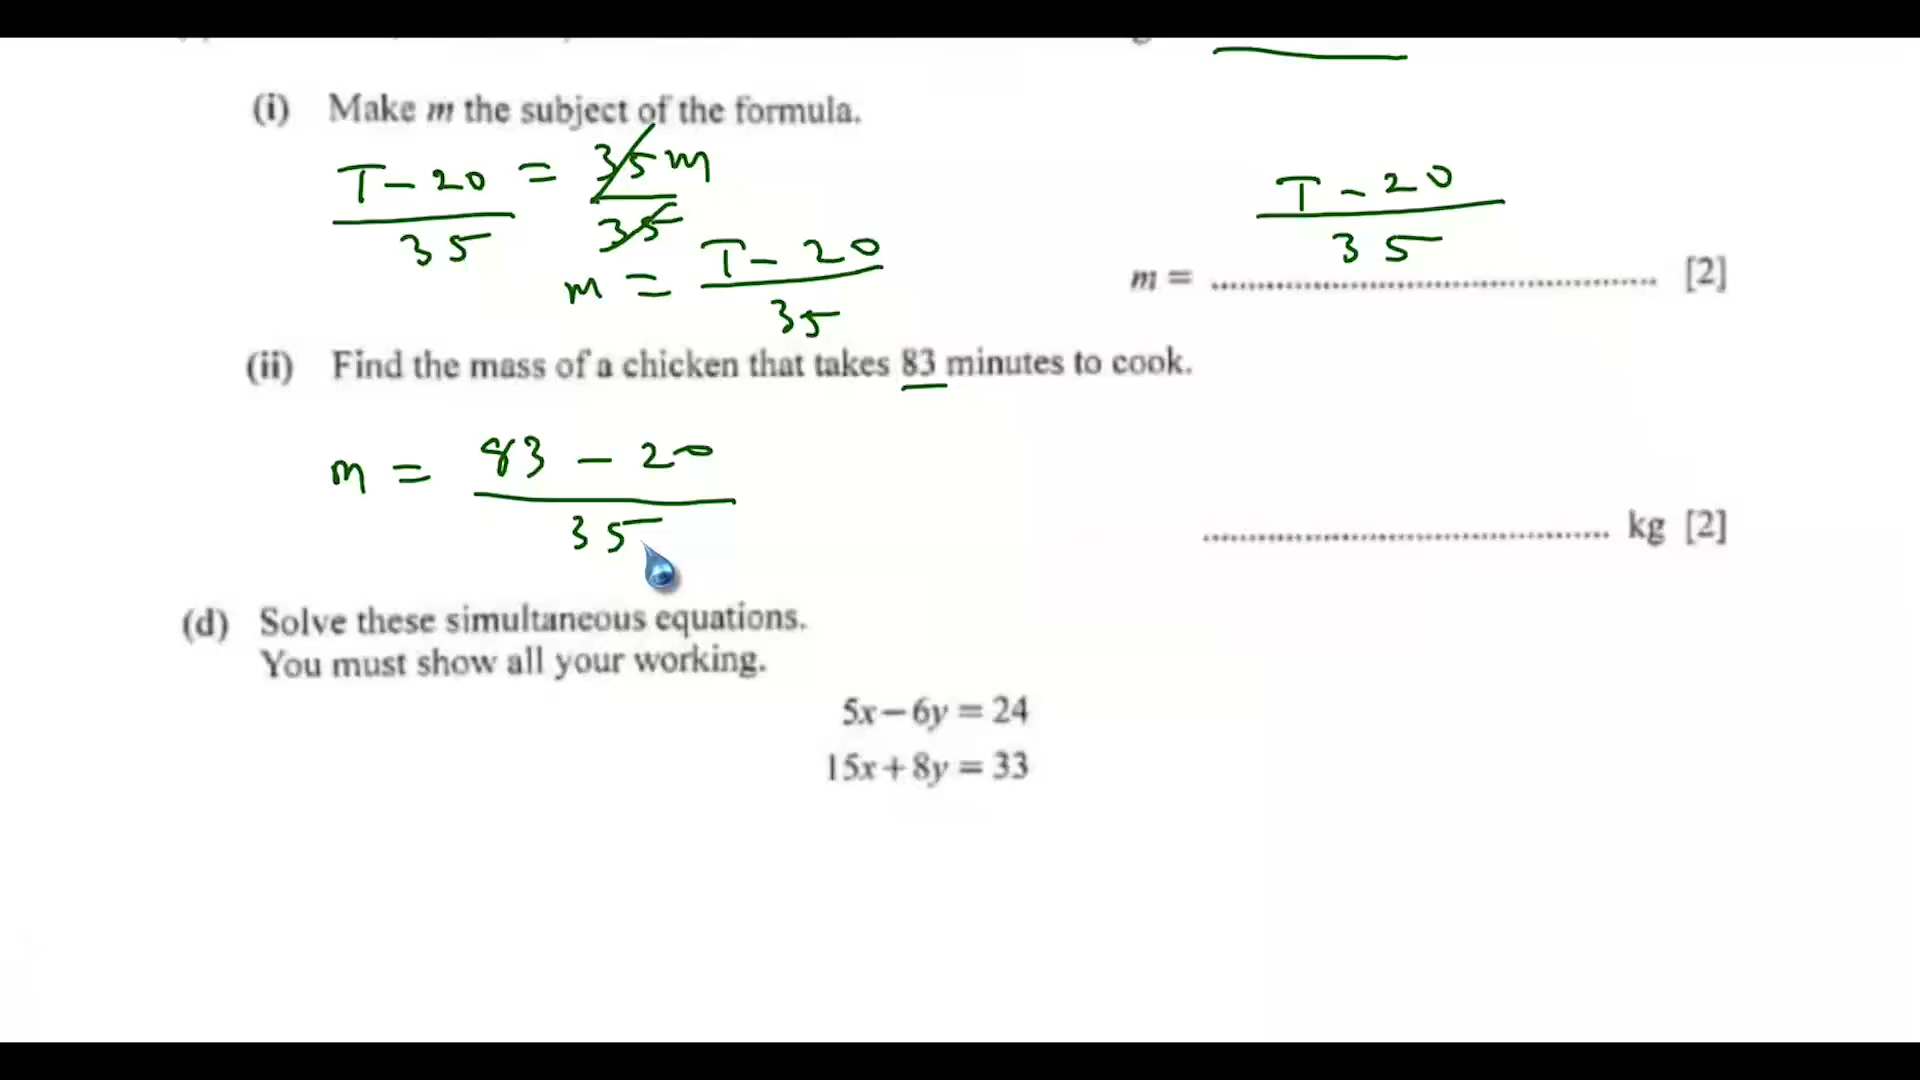 (i) Make m the subject of the formula.
T - 20 = 35m
35 35
m = T - 20
35
T - 20
35
m = ........................................ [2]
(ii) Find the mass of a chicken that takes 83 minutes to cook.
m = 83 - 20
35
........................................ kg [2]
(d) Solve these simultaneous equations.
You must show all your working.
5x - 6y = 24
15x + 8y = 33